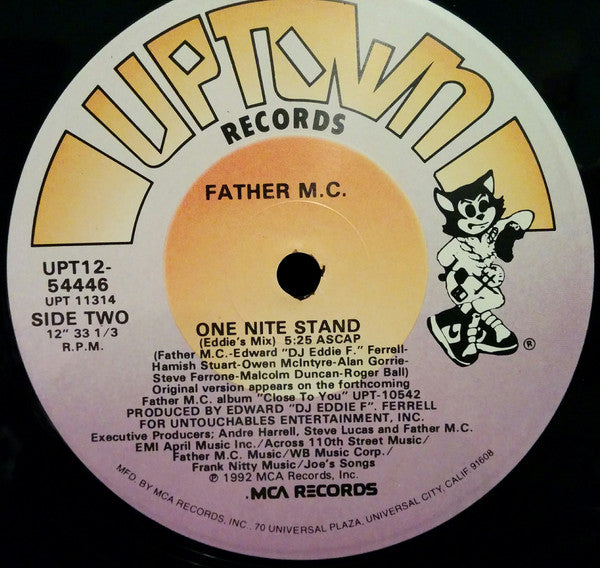 UPTOWN
RECORDS
FATHER M.C.
UPT12-
54446
UPT 11314
SIDE TWO
12" 33 1/3
R.P.M.
®
ONE NITE STAND
(Eddie's Mix) 5:25 ASCAP
(Father M.C.-Edward "DJ Eddie F." Ferrell-
Hamish Stuart-Owen McIntyre-Alan Gorrie-
Steve Ferrone-Malcolm Duncan-Roger Ball)
Original version appears on the forthcoming
Father M.C. album "Close To You" UPT-10542
PRODUCED BY EDWARD "DJ EDDIE F". FERRELL
FOR UNTOUCHABLES ENTERTAINMENT, INC.
Executive Producers; Andre Harrell, Steve Lucas and Father M.C.
EMI April Music Inc./Across 110th Street Music/
Father M.C. Music/WB Music Corp./
Frank Nitty Music/Joe's Songs
℗ 1992 MCA Records, Inc.
.MCA RECORDS
MFD. BY MCA RECORDS, INC., 70 UNIVERSAL PLAZA, UNIVERSAL CITY, CALIF. 91608